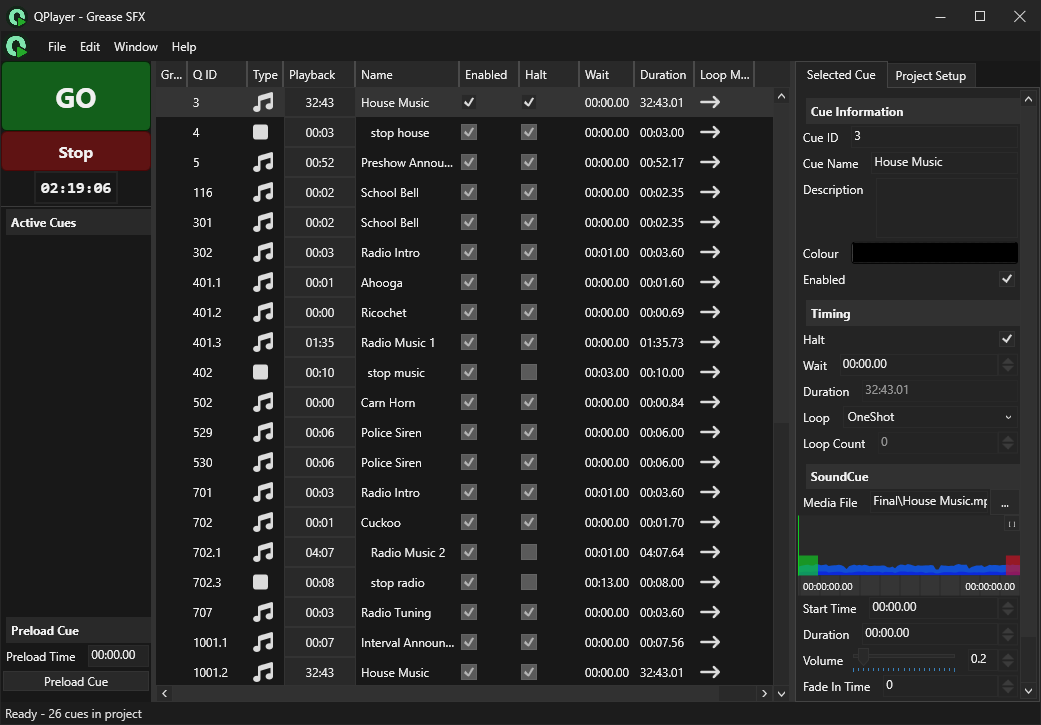 QPlayer - Grease SFX
File Edit Window Help
GO
Stop
02:19:06
Active Cues
Preload Cue
Preload Time 00:00.00
Preload Cue
Gr... Q ID Type Playback Name Enabled Halt Wait Duration Loop M...
3 32:43 House Music 00:00.00 32:43.01
4 00:03 stop house 00:00.00 00:03.00
5 00:52 Preshow Annou... 00:00.00 00:52.17
116 00:02 School Bell 00:00.00 00:02.35
301 00:02 School Bell 00:00.00 00:02.35
302 00:03 Radio Intro 00:01.00 00:03.60
401.1 00:01 Ahooga 00:00.00 00:01.60
401.2 00:00 Ricochet 00:00.00 00:00.69
401.3 01:35 Radio Music 1 00:00.00 01:35.73
402 00:10 stop music 00:03.00 00:10.00
502 00:00 Carn Horn 00:00.00 00:00.84
529 00:06 Police Siren 00:00.00 00:06.00
530 00:06 Police Siren 00:00.00 00:06.00
701 00:03 Radio Intro 00:01.00 00:03.60
702 00:01 Cuckoo 00:00.00 00:01.70
702.1 04:07 Radio Music 2 00:01.00 04:07.64
702.3 00:08 stop radio 00:13.00 00:08.00
707 00:03 Radio Tuning 00:00.00 00:03.60
1001.1 00:07 Interval Announ... 00:00.00 00:07.56
1001.2 32:43 House Music 00:00.00 32:43.01
Selected Cue Project Setup
Cue Information
Cue ID 3
Cue Name House Music
Description
Colour
Enabled
Timing
Halt
Wait 00:00.00
Duration 32:43.01
Loop OneShot
Loop Count 0
SoundCue
Media File Final\House Music.mp ...
00:00:00.00 00:00:00.00
Start Time 00:00.00
Duration 00:00.00
Volume 0.2
Fade In Time 0
Ready - 26 cues in project